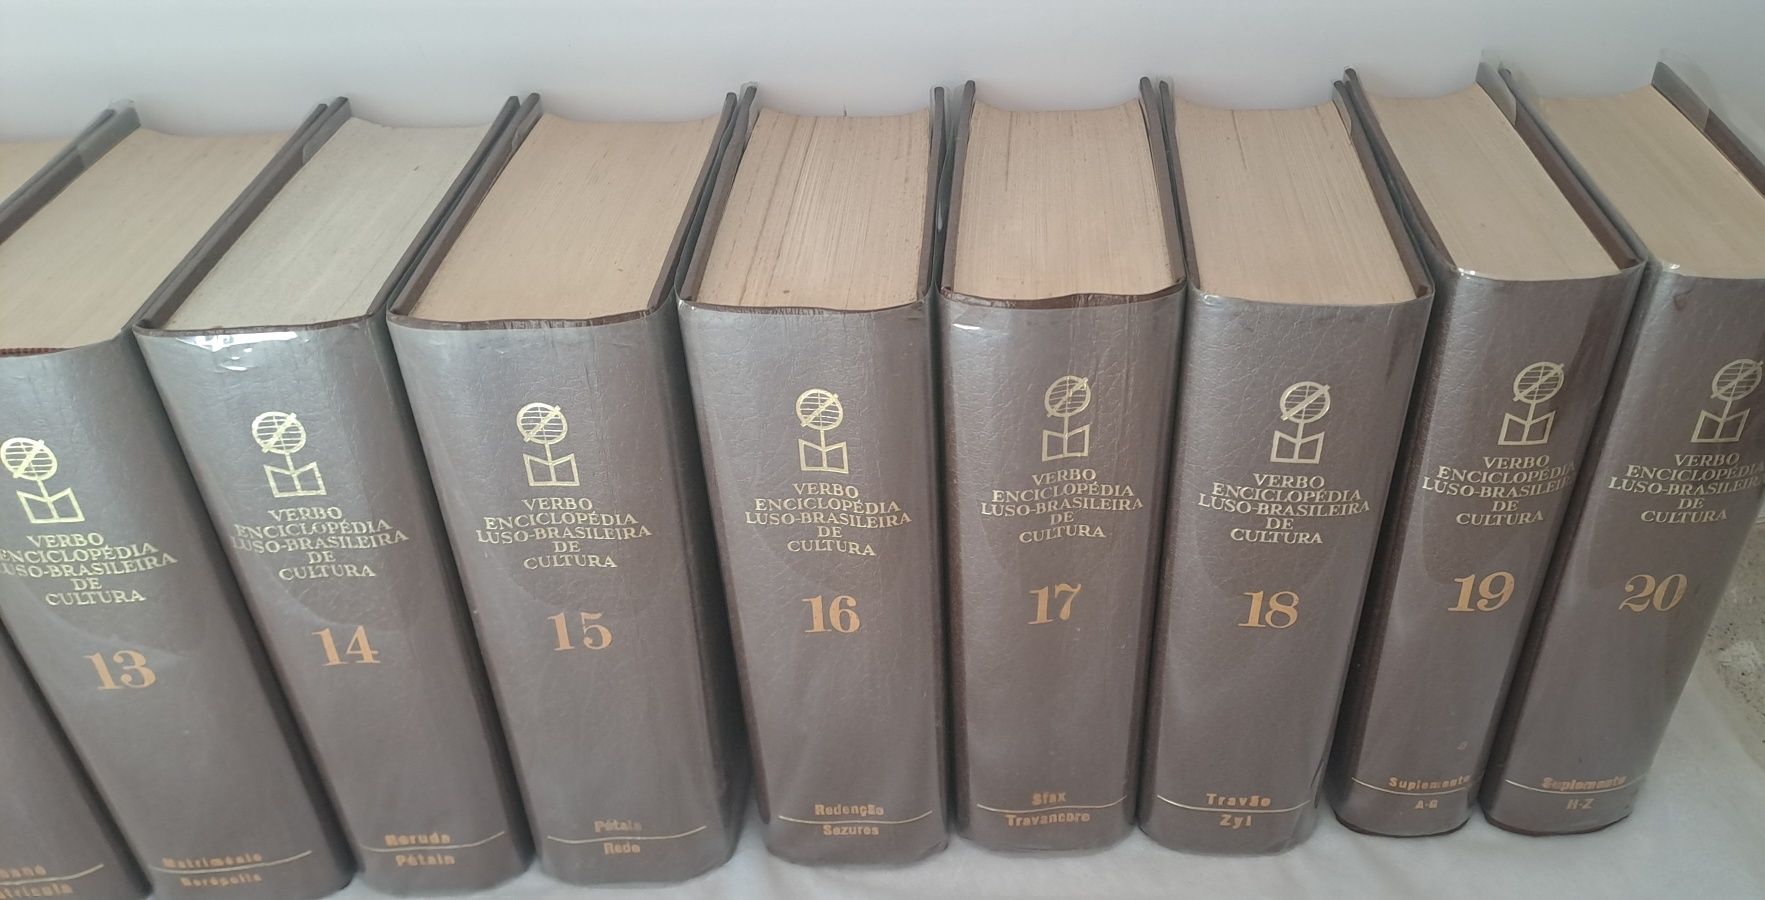 VERBO
ENCICLOPÉDIA
LUSO-BRASILEIRA
DE
CULTURA
13
Matrimónio
Nerópolis
VERBO
ENCICLOPÉDIA
LUSO-BRASILEIRA
DE
CULTURA
14
Neruda
Pétain
VERBO
ENCICLOPÉDIA
LUSO-BRASILEIRA
DE
CULTURA
15
Pétala
Rede
VERBO
ENCICLOPÉDIA
LUSO-BRASILEIRA
DE
CULTURA
16
Redenção
Sezures
VERBO
ENCICLOPÉDIA
LUSO-BRASILEIRA
DE
CULTURA
17
Sfax
Travancore
VERBO
ENCICLOPÉDIA
LUSO-BRASILEIRA
DE
CULTURA
18
Travão
Zyl
VERBO
ENCICLOPÉDIA
LUSO-BRASILEIRA
DE
CULTURA
19
Suplemento
A-G
VERBO
ENCICLOPÉDIA
LUSO-BRASILEIRA
DE
CULTURA
20
Suplemento
H-Z